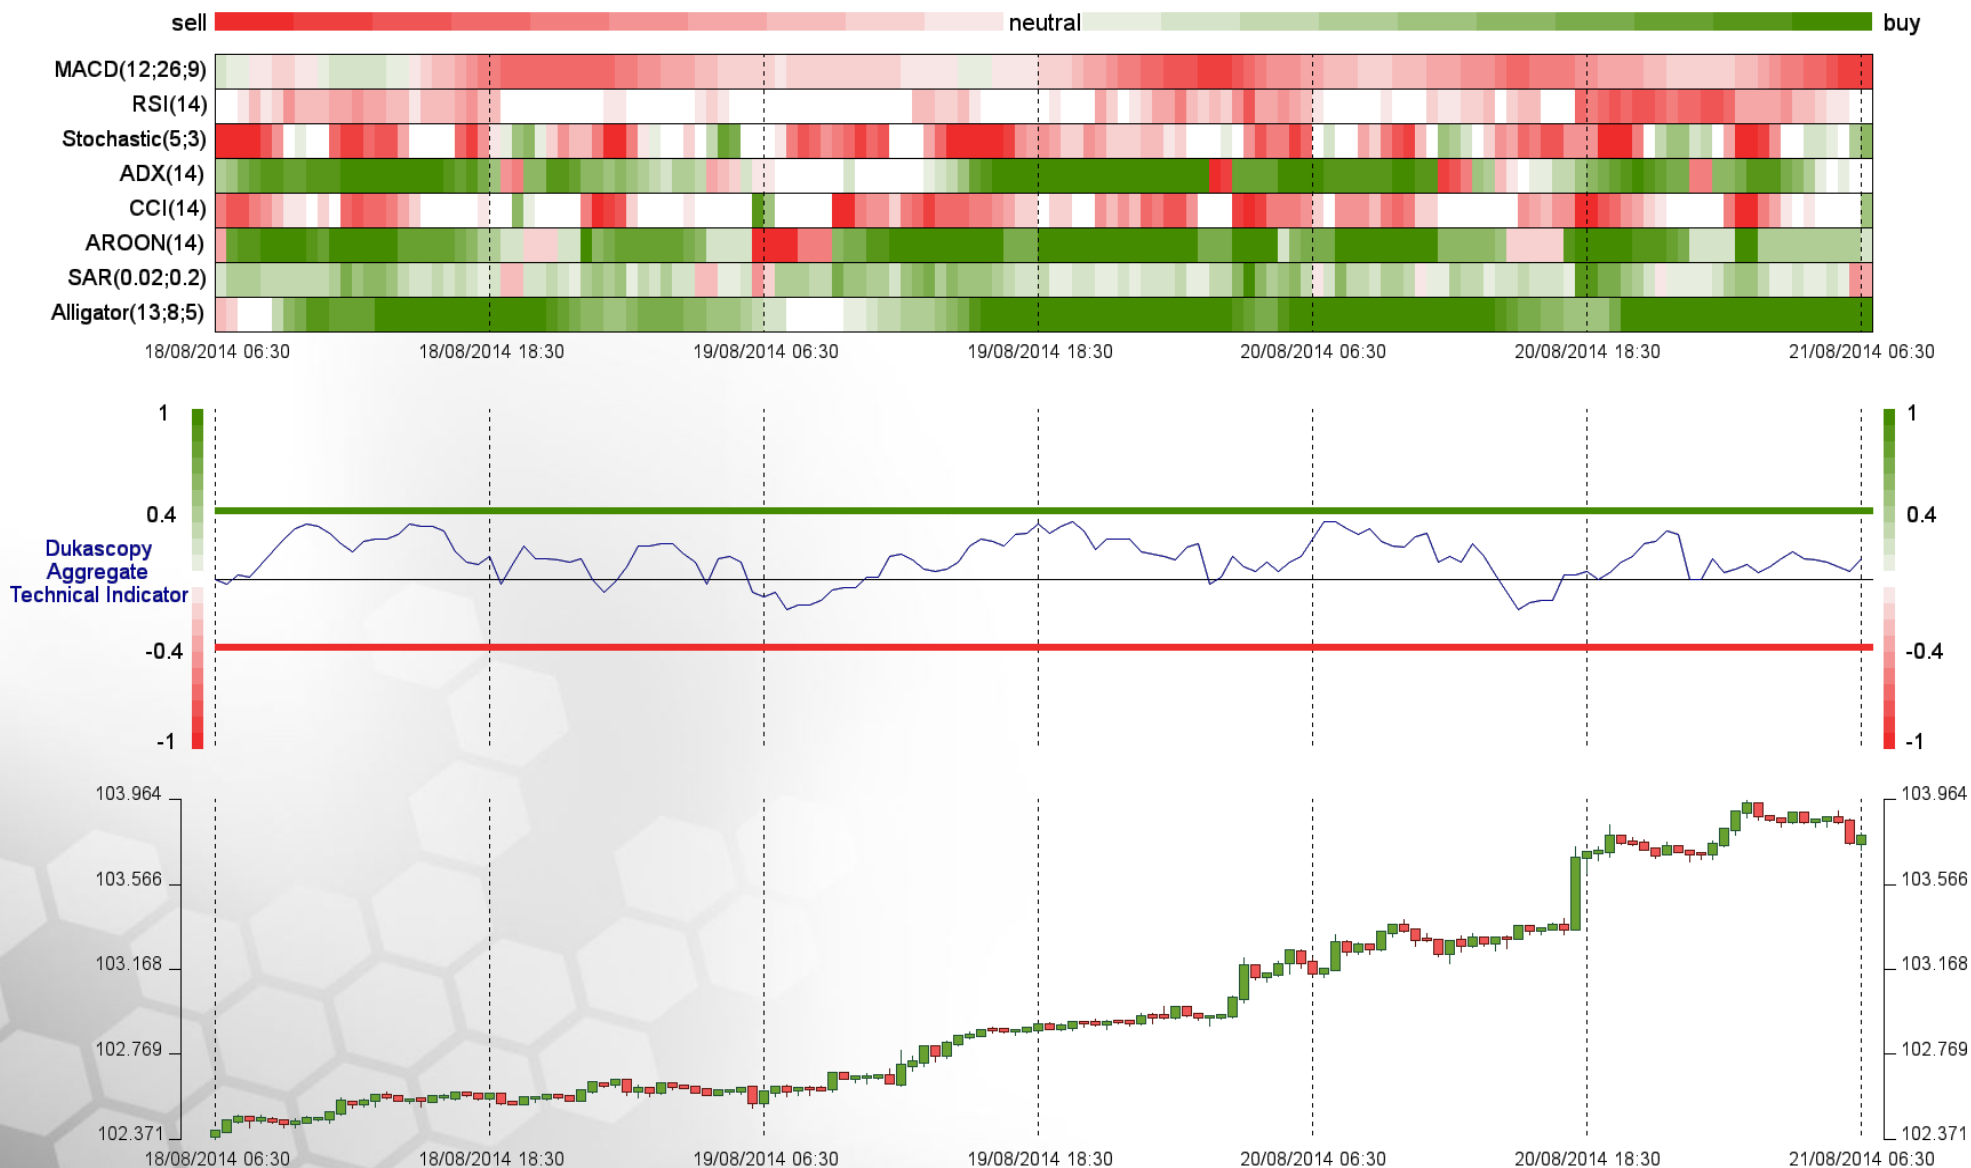 sell neutral buy
MACD(12;26;9)
RSI(14)
Stochastic(5;3)
ADX(14)
CCI(14)
AROON(14)
SAR(0.02;0.2)
Alligator(13;8;5)
18/08/2014 06:30 18/08/2014 18:30 19/08/2014 06:30 19/08/2014 18:30 20/08/2014 06:30 20/08/2014 18:30 21/08/2014 06:30
1 1
0.4 0.4
Dukascopy
Aggregate
Technical Indicator
-0.4 -0.4
-1 -1
103.964 103.964
103.566 103.566
103.168 103.168
102.769 102.769
102.371 102.371
18/08/2014 06:30 18/08/2014 18:30 19/08/2014 06:30 19/08/2014 18:30 20/08/2014 06:30 20/08/2014 18:30 21/08/2014 06:30